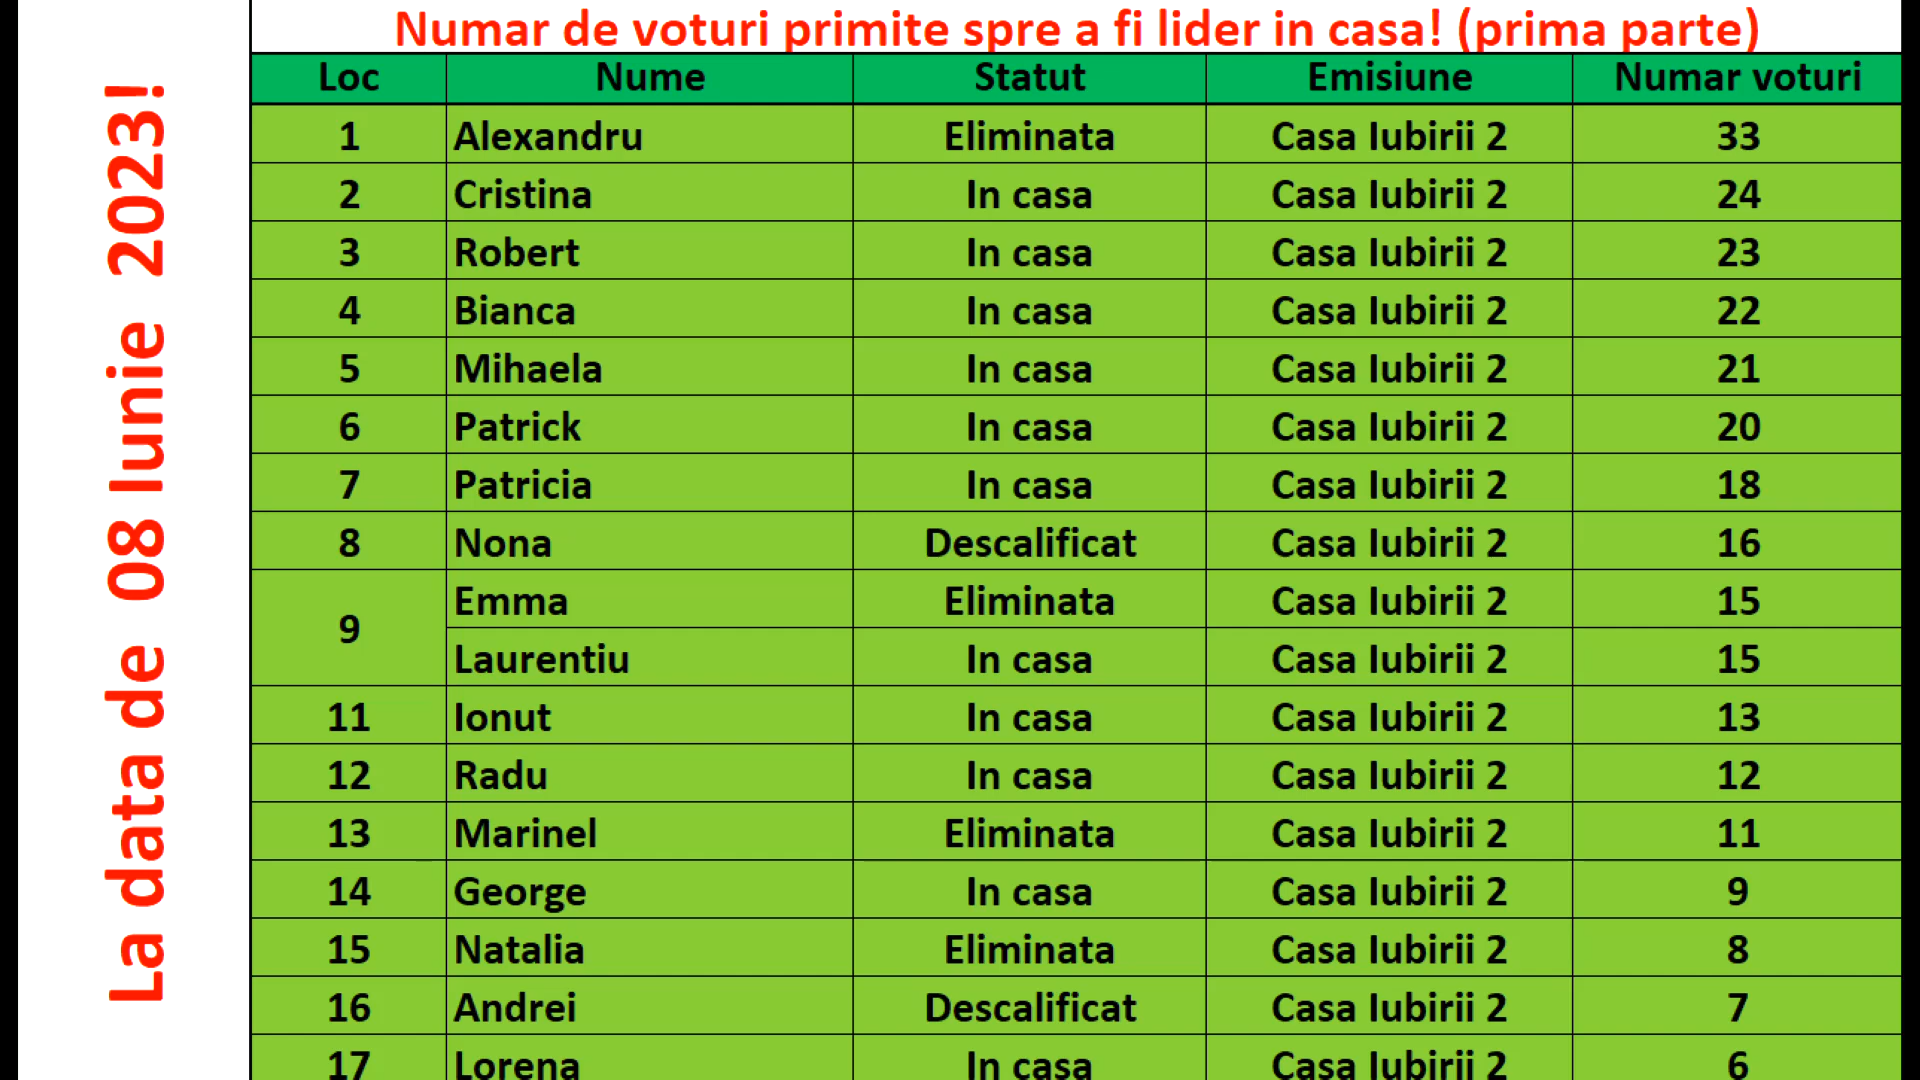 La data de 08 Iunie 2023!
Numar de voturi primite spre a fi lider in casa! (prima parte)
Loc Nume Statut Emisiune Numar voturi
1 Alexandru Eliminata Casa Iubirii 2 33
2 Cristina In casa Casa Iubirii 2 24
3 Robert In casa Casa Iubirii 2 23
4 Bianca In casa Casa Iubirii 2 22
5 Mihaela In casa Casa Iubirii 2 21
6 Patrick In casa Casa Iubirii 2 20
7 Patricia In casa Casa Iubirii 2 18
8 Nona Descalificat Casa Iubirii 2 16
9 Emma Eliminata Casa Iubirii 2 15
Laurentiu In casa Casa Iubirii 2 15
11 Ionut In casa Casa Iubirii 2 13
12 Radu In casa Casa Iubirii 2 12
13 Marinel Eliminata Casa Iubirii 2 11
14 George In casa Casa Iubirii 2 9
15 Natalia Eliminata Casa Iubirii 2 8
16 Andrei Descalificat Casa Iubirii 2 7
17 Lorena In casa Casa Iubirii 2 6